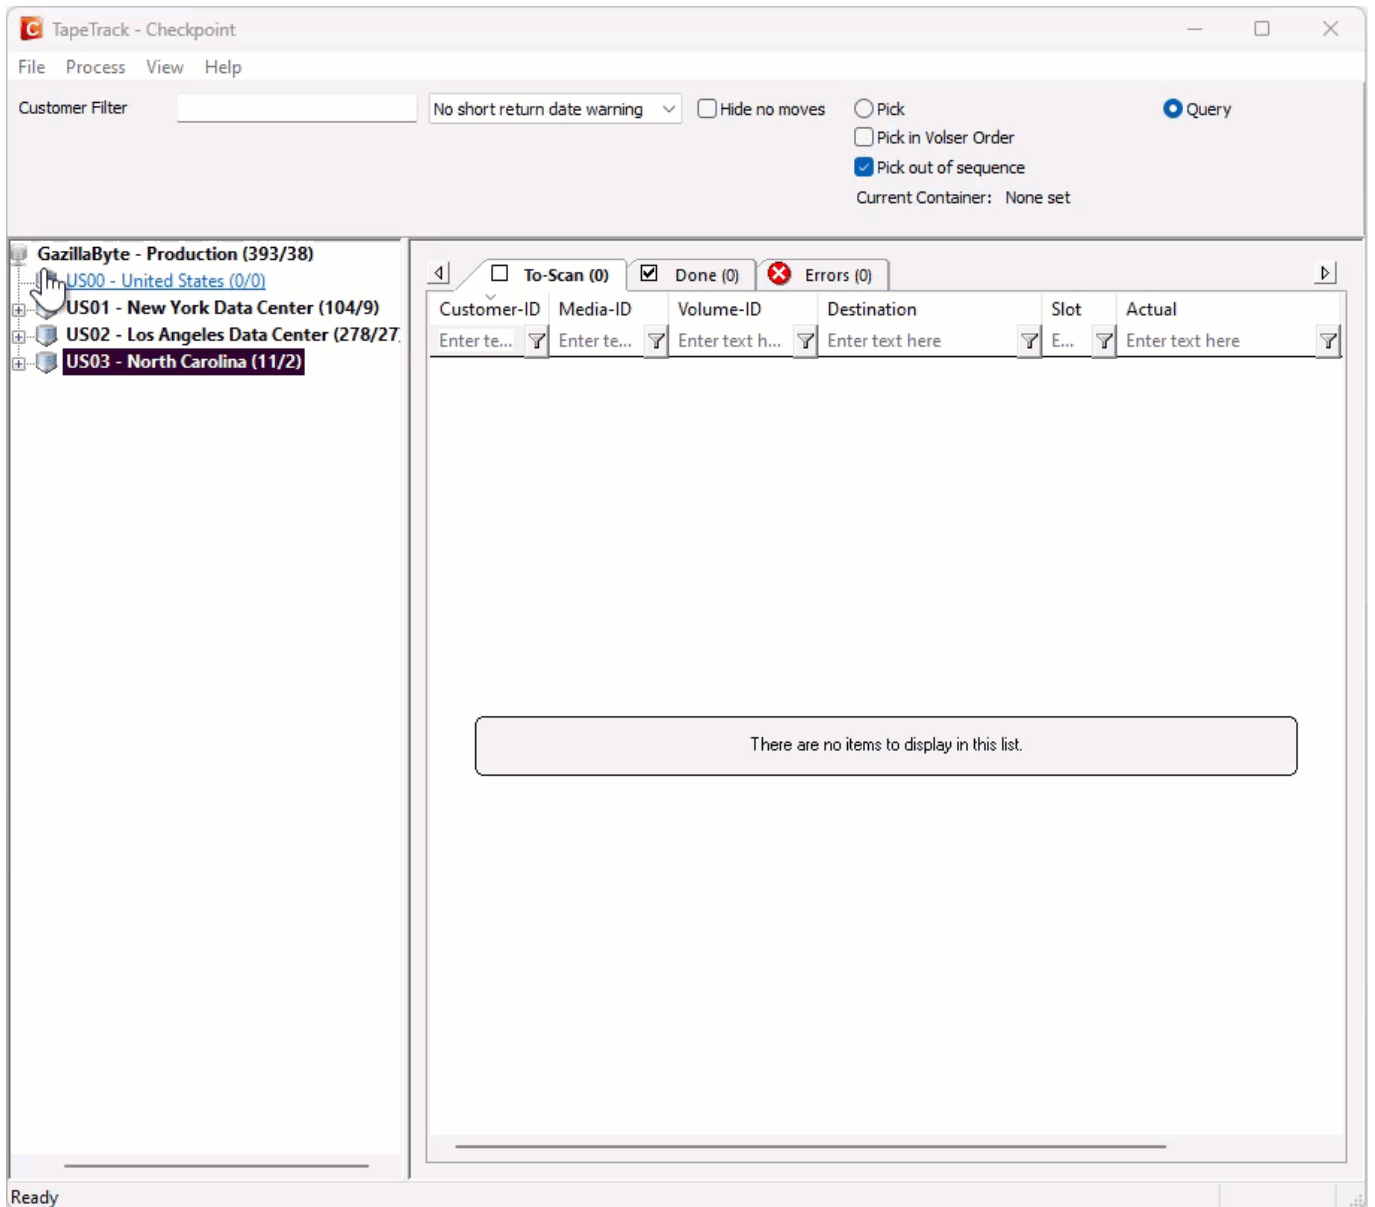 TapeTrack - Checkpoint
File Process View Help
Customer Filter No short return date warning Hide no moves Pick Query
Pick in Volser Order
Pick out of sequence
Current Container: None set
GazillaByte - Production (393/38)
US00 - United States (0/0)
US01 - New York Data Center (104/9)
US02 - Los Angeles Data Center (278/27
US03 - North Carolina (11/2)
To-Scan (0) Done (0) Errors (0)
Customer-ID Media-ID Volume-ID Destination Slot Actual
Enter te... Enter te... Enter text h... Enter text here E... Enter text here
There are no items to display in this list.
Ready